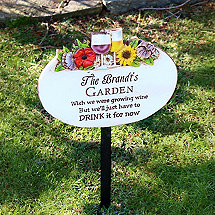 The Brandt's
GARDEN
Wish we were growing wine
But we'll just have to
DRINK it for now